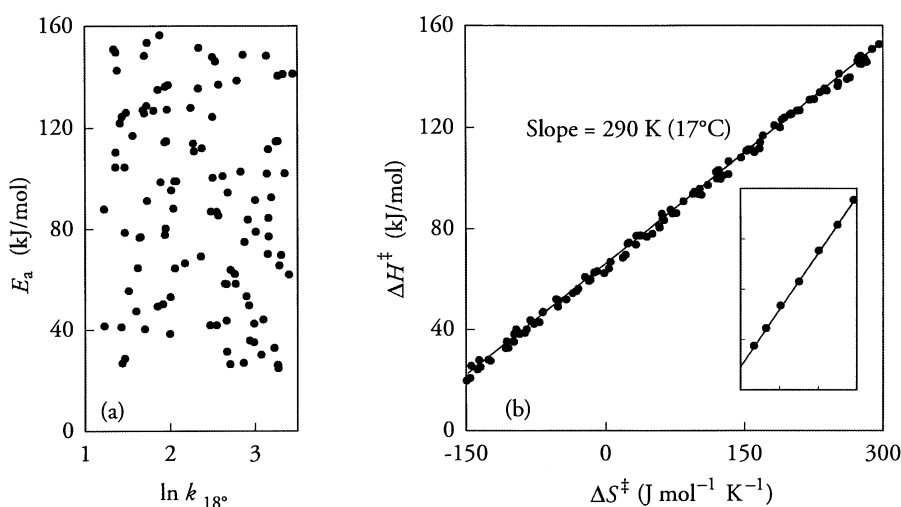 160
120
80
40
0
Eₐ (kJ/mol)
(a)
1 2 3
ln k 18°
160
120
80
40
0
ΔH‡ (kJ/mol)
Slope = 290 K (17°C)
(b)
-150 0 150 300
ΔS‡ (J mol⁻¹ K⁻¹)